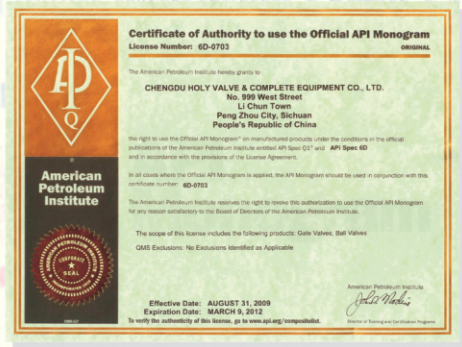 Certificate of Authority to use the Official API Monogram
License Number: 6D-0703
ORIGINAL
The American Petroleum Institute hereby grants to
CHENGDU HOLY VALVE & COMPLETE EQUIPMENT CO., LTD.
No. 999 West Street
Li Chun Town
Peng Zhou City, Sichuan
People's Republic of China
the right to use the Official API Monogram® on manufactured products under the conditions in the official
publications of the American Petroleum Institute entitled API Spec Q1® and API Spec 6D
and in accordance with the provisions of the License Agreement.
In all cases where the Official API Monogram is applied, the API Monogram should be used in conjunction with this
certificate number: 6D-0703
The American Petroleum Institute reserves the right to revoke this authorization to use the Official API Monogram
for any reason satisfactory to the Board of Directors of the American Petroleum Institute.
The scope of this license includes the following products: Gate Valves, Ball Valves
QMS Exclusions: No Exclusions Identified as Applicable
American Petroleum Institute
Effective Date: AUGUST 31, 2009
Expiration Date: MARCH 9, 2012
To verify the authenticity of this license, go to www.api.org/compositelist.
Director of Training and Certification Programs
API
Q
®
American
Petroleum
Institute
AMERICAN PETROLEUM INSTITUTE
CORPORATE
SEAL